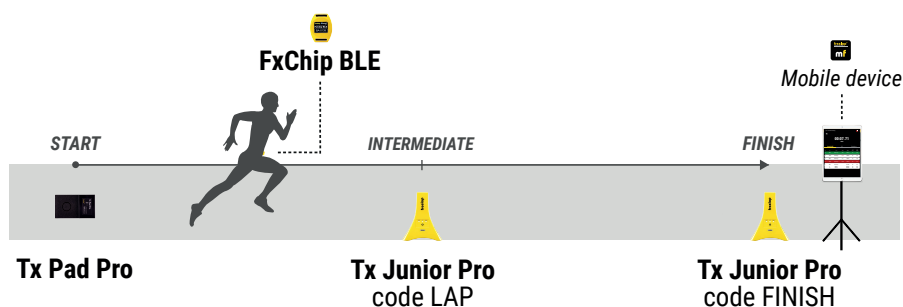 FxChip BLE
Mobile device
START
INTERMEDIATE
FINISH
Tx Pad Pro
Tx Junior Pro
code LAP
Tx Junior Pro
code FINISH